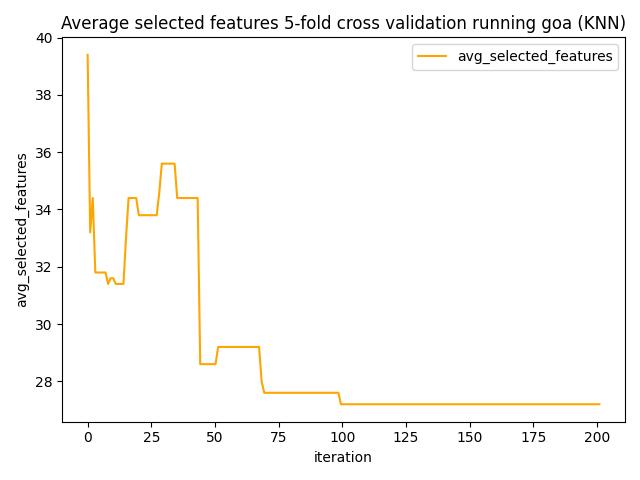 Average selected features 5-fold cross validation running goa (KNN)
avg_selected_features
40
38
36
34
32
30
28
avg_selected_features
0 25 50 75 100 125 150 175 200
iteration